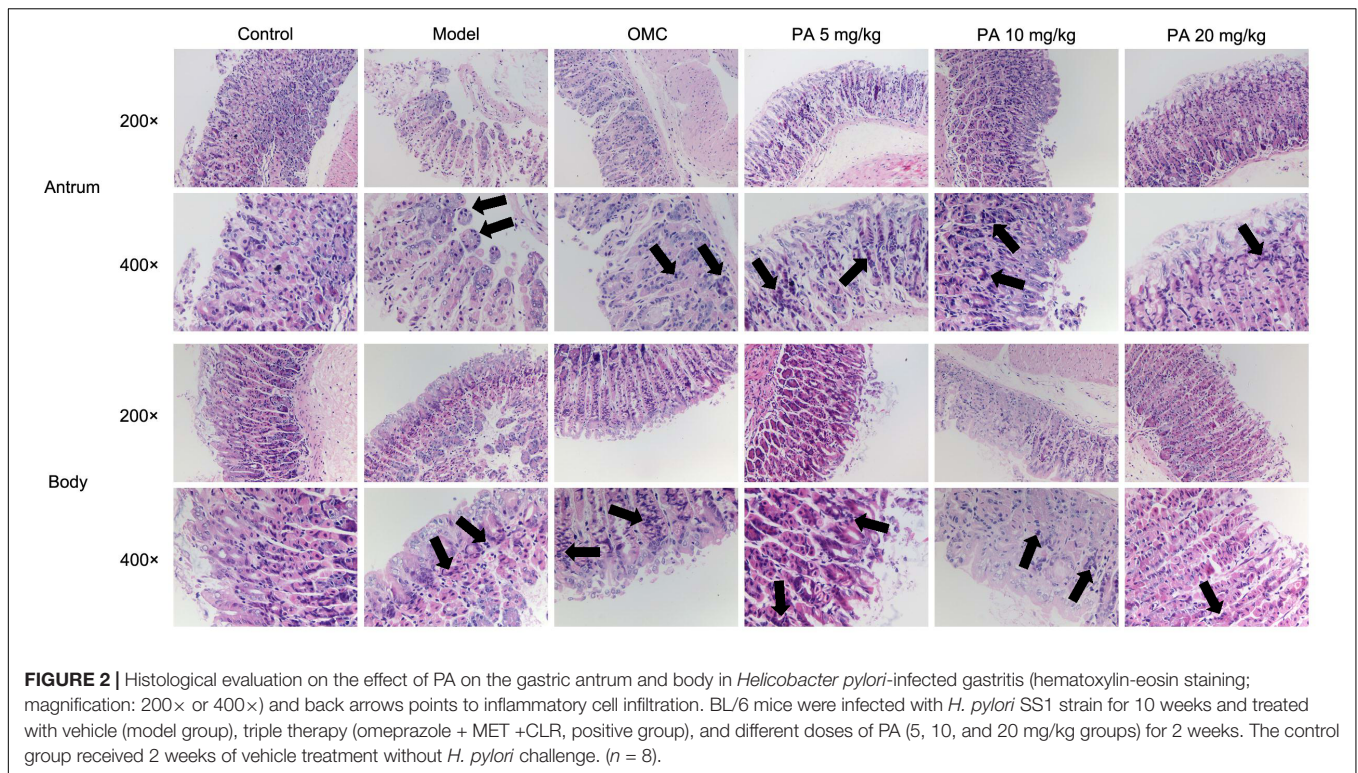 Control Model OMC PA 5 mg/kg PA 10 mg/kg PA 20 mg/kg
200×
Antrum
400×
200×
Body
400×
FIGURE 2 | Histological evaluation on the effect of PA on the gastric antrum and body in Helicobacter pylori-infected gastritis (hematoxylin-eosin staining;
magnification: 200× or 400×) and back arrows points to inflammatory cell infiltration. BL/6 mice were infected with H. pylori SS1 strain for 10 weeks and treated
with vehicle (model group), triple therapy (omeprazole + MET +CLR, positive group), and different doses of PA (5, 10, and 20 mg/kg groups) for 2 weeks. The control
group received 2 weeks of vehicle treatment without H. pylori challenge. (n = 8).